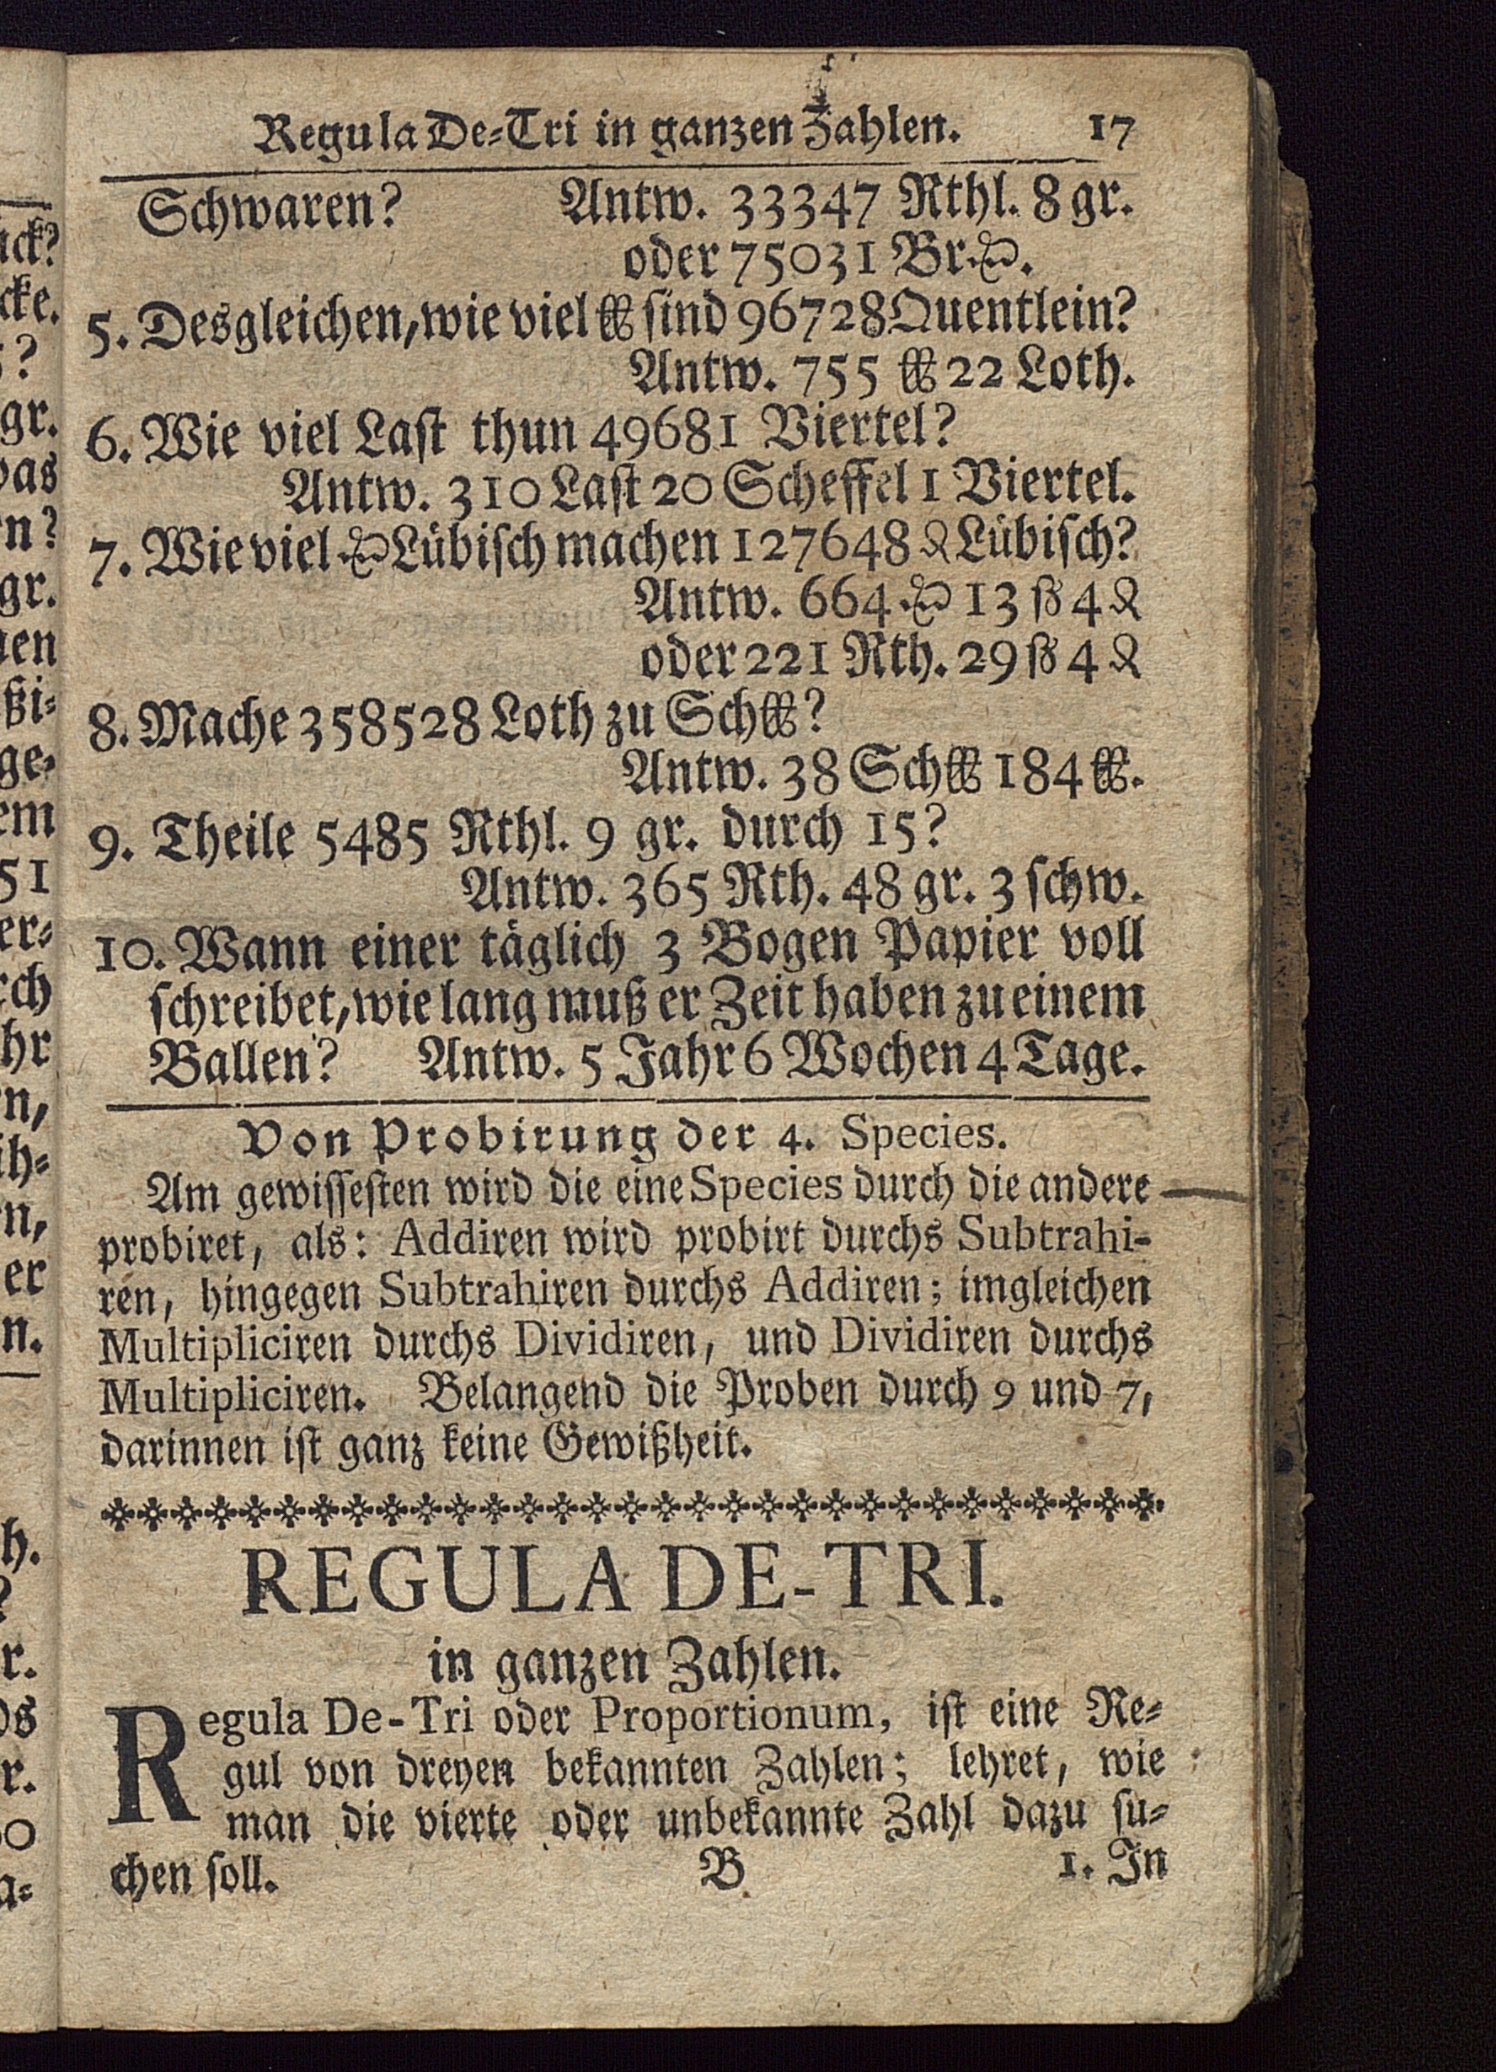 Regula De-Tri in ganzen Zahlen. 17
Schwaren? Antw. 33347 Rthl. 8 gr.
oder 75031 Br.
5. Desgleichen, wie viel ℔ sind 96728 Quentlein?
Antw. 755 ℔ 22 Loth.
6. Wie viel Laſt thun 49681 Viertel?
Antw. 310 Laſt 20 Scheffel 1 Viertel.
7. Wie viel Lübiſch machen 127648 ₰ Lübiſch?
Antw. 664 13 ß 4 ₰
oder 221 Rth. 29 ß 4 ₰
8. Mache 358528 Loth zu Sch℔?
Antw. 38 Sch℔ 184 ℔.
9. Theile 5485 Rthl. 9 gr. durch 15?
Antw. 365 Rth. 48 gr. 3 ſchw.
10. Wann einer täglich 3 Bogen Papier voll
ſchreibet, wie lang muß er Zeit haben zu einem
Ballen? Antw. 5 Jahr 6 Wochen 4 Tage.
Von Probirung der 4. Species.
Am gewiſſeſten wird die eine Species durch die andere
probiret, als: Addiren wird probirt durchs Subtrahi-
ren, hingegen Subtrahiren durchs Addiren; imgleichen
Multipliciren durchs Dividiren, und Dividiren durchs
Multipliciren. Belangend die Proben durch 9 und 7,
darinnen iſt ganz keine Gewißheit.
REGULA DE-TRI.
in ganzen Zahlen.
Regula De-Tri oder Proportionum, iſt eine Re-
gul von dreyen bekannten Zahlen; lehret, wie
man die vierte oder unbekannte Zahl dazu ſu-
chen ſoll. B 1. In